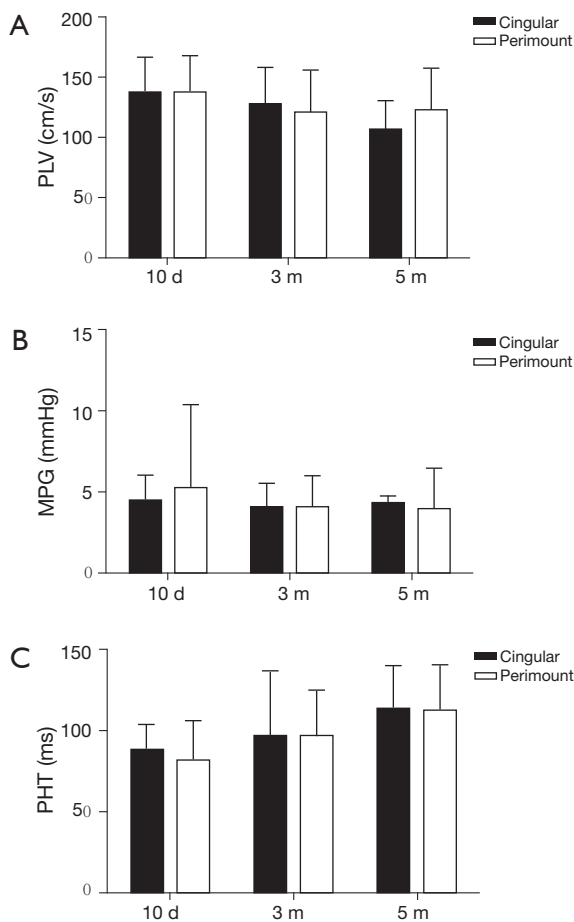 A
Cingular
Perimount
PLV (cm/s)
200
150
100
50
0
10 d 3 m 5 m
B
Cingular
Perimount
MPG (mmHg)
15
10
5
0
10 d 3 m 5 m
C
Cingular
Perimount
PHT (ms)
150
100
50
0
10 d 3 m 5 m